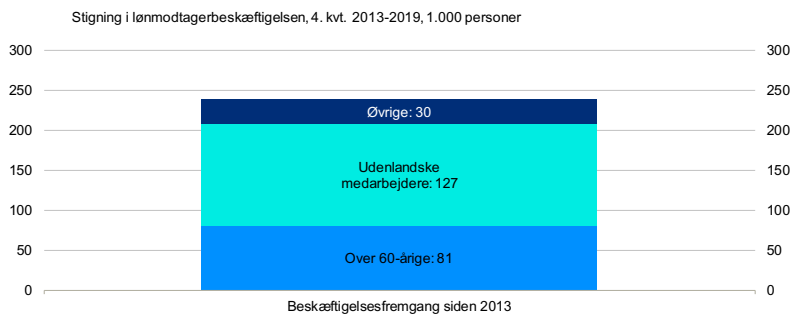 Stigning i lønmodtagerbeskæftigelsen, 4. kvt. 2013-2019, 1.000 personer
300 300
250 250
200 200
150 150
100 100
50 50
0 0
Øvrige: 30
Udenlandske
medarbejdere: 127
Over 60-årige: 81
Beskæftigelsesfremgang siden 2013